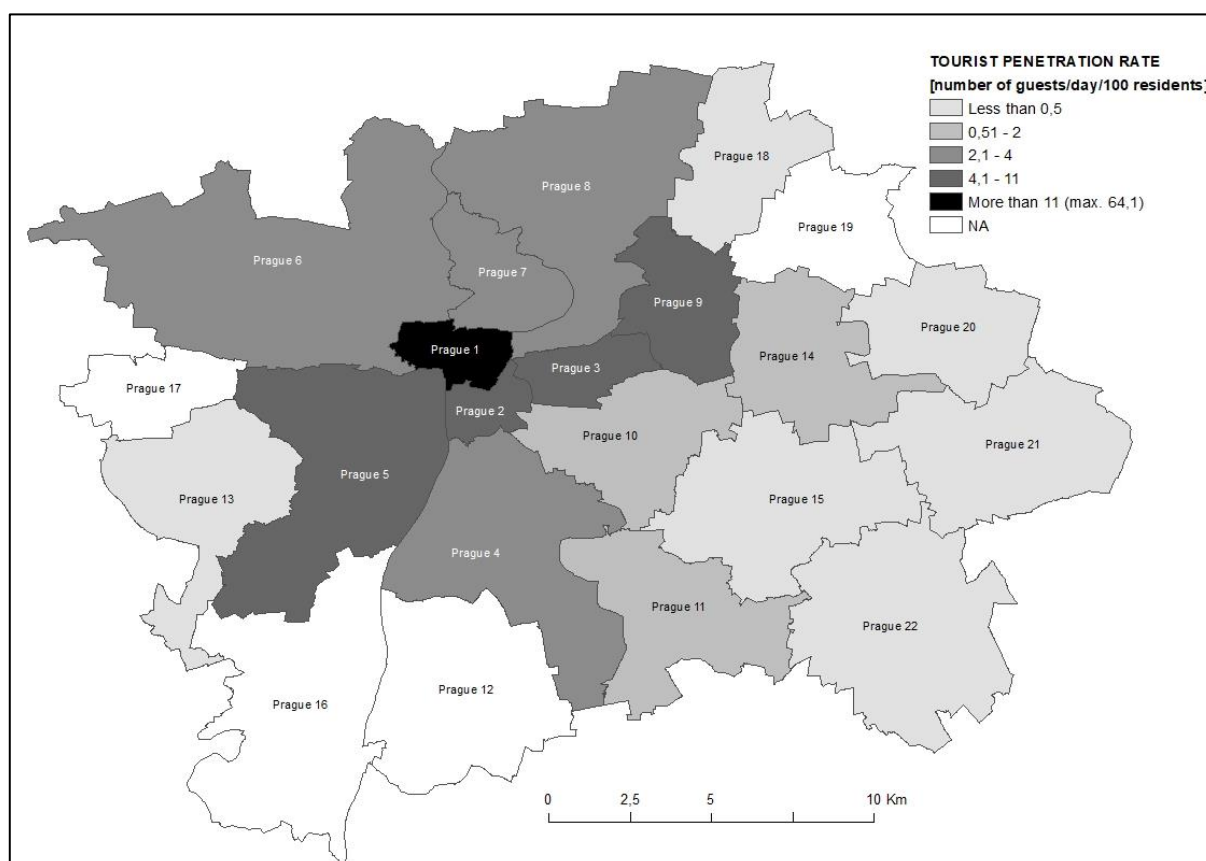 TOURIST PENETRATION RATE
[number of guests/day/100 residents]
Less than 0,5
0,51 - 2
2,1 - 4
4,1 - 11
More than 11 (max. 64,1)
NA
Prague 18
Prague 8
Prague 19
Prague 6
Prague 7
Prague 9
Prague 20
Prague 1
Prague 14
Prague 3
Prague 17
Prague 2
Prague 10
Prague 21
Prague 5
Prague 13
Prague 15
Prague 4
Prague 11
Prague 22
Prague 12
Prague 16
0 2,5 5 10 Km